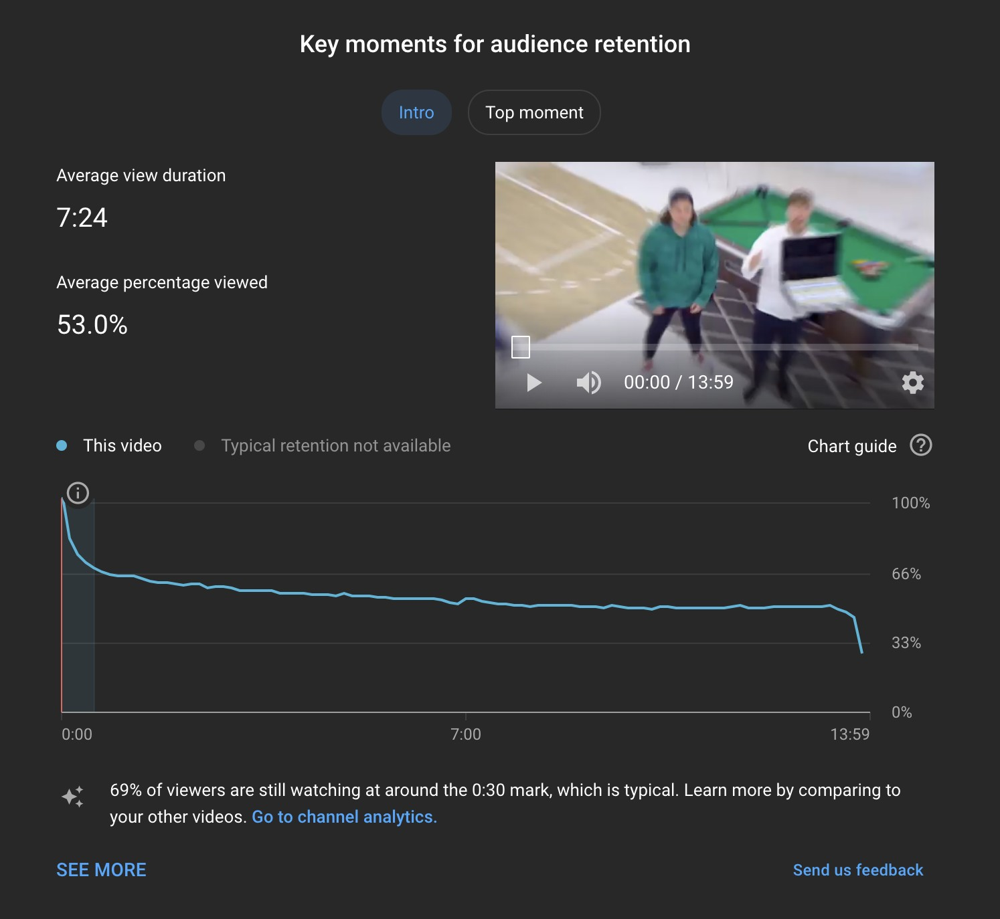 Key moments for audience retention
Intro
Top moment
Average view duration
7:24
Average percentage viewed
53.0%
00:00 / 13:59
This video
Typical retention not available
Chart guide
100%
66%
33%
0%
0:00
7:00
13:59
69% of viewers are still watching at around the 0:30 mark, which is typical. Learn more by comparing to
your other videos. Go to channel analytics.
SEE MORE
Send us feedback